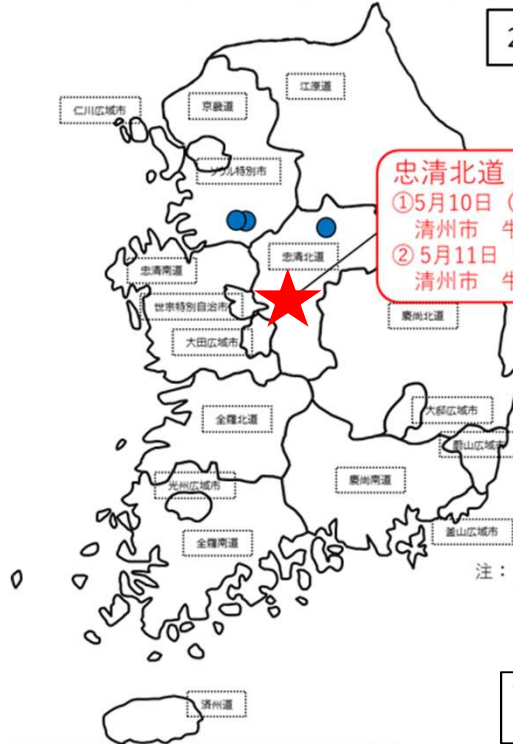 2
江原道
京畿道
仁川広域市
ソウル特別市
忠清北道
①5月10日（
清州市 牛
② 5月11日
清州市 牛
忠清北道
忠清南道
世宗特別自治市
慶尚北道
大田広域市
大邱広域市
全羅北道
蔚山広域市
慶尚南道
光州広域市
釜山広域市
全羅南道
注：
済州道